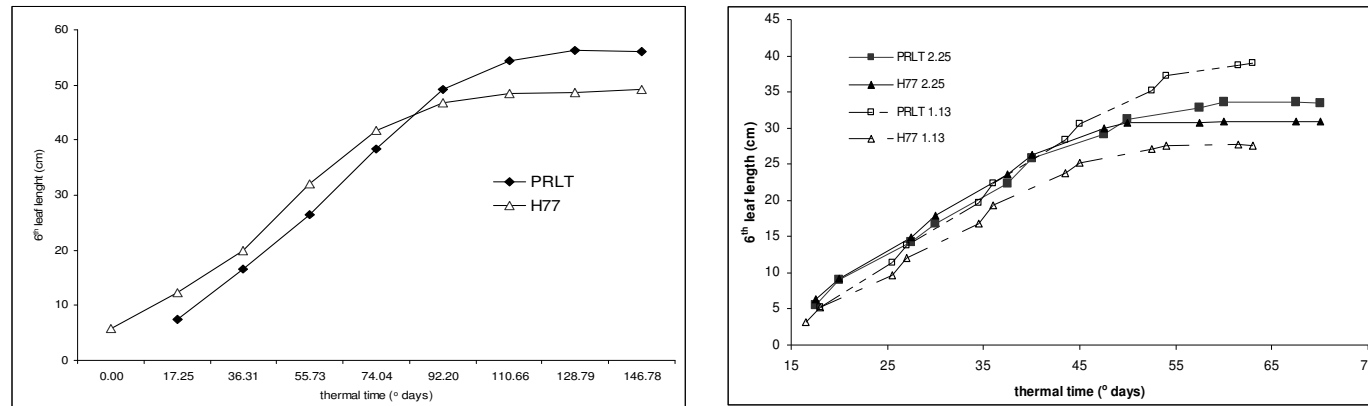 60
50
40
30
20
10
0
6th leaf lenght (cm)
PRLT
H77
0.00 17.25 36.31 55.73 74.04 92.20 110.66 128.79 146.78
thermal time (° days)
45
40
35
30
25
20
15
10
5
0
6th leaf length (cm)
PRLT 2.25
H77 2.25
PRLT 1.13
H77 1.13
15 25 35 45 55 65
thermal time (° days)